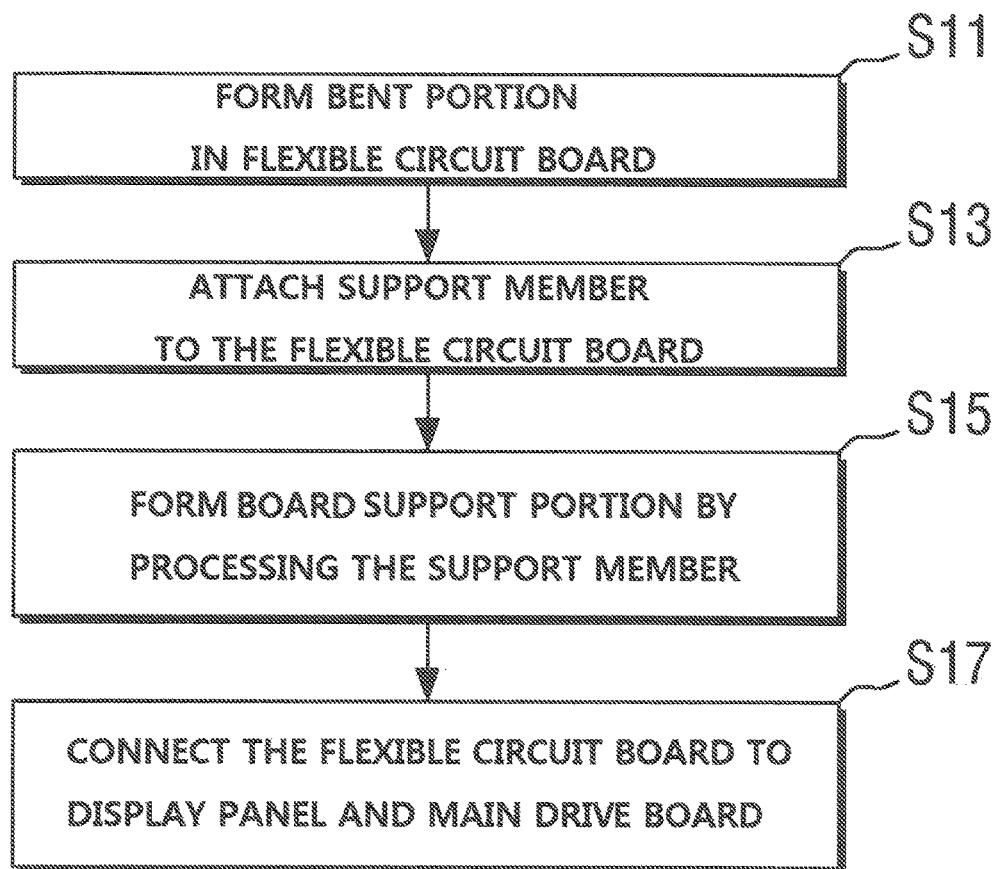 S11
FORM BENT PORTION
IN FLEXIBLE CIRCUIT BOARD
S13
ATTACH SUPPORT MEMBER
TO THE FLEXIBLE CIRCUIT BOARD
S15
FORM BOARD SUPPORT PORTION BY
PROCESSING THE SUPPORT MEMBER
S17
CONNECT THE FLEXIBLE CIRCUIT BOARD TO
DISPLAY PANEL AND MAIN DRIVE BOARD